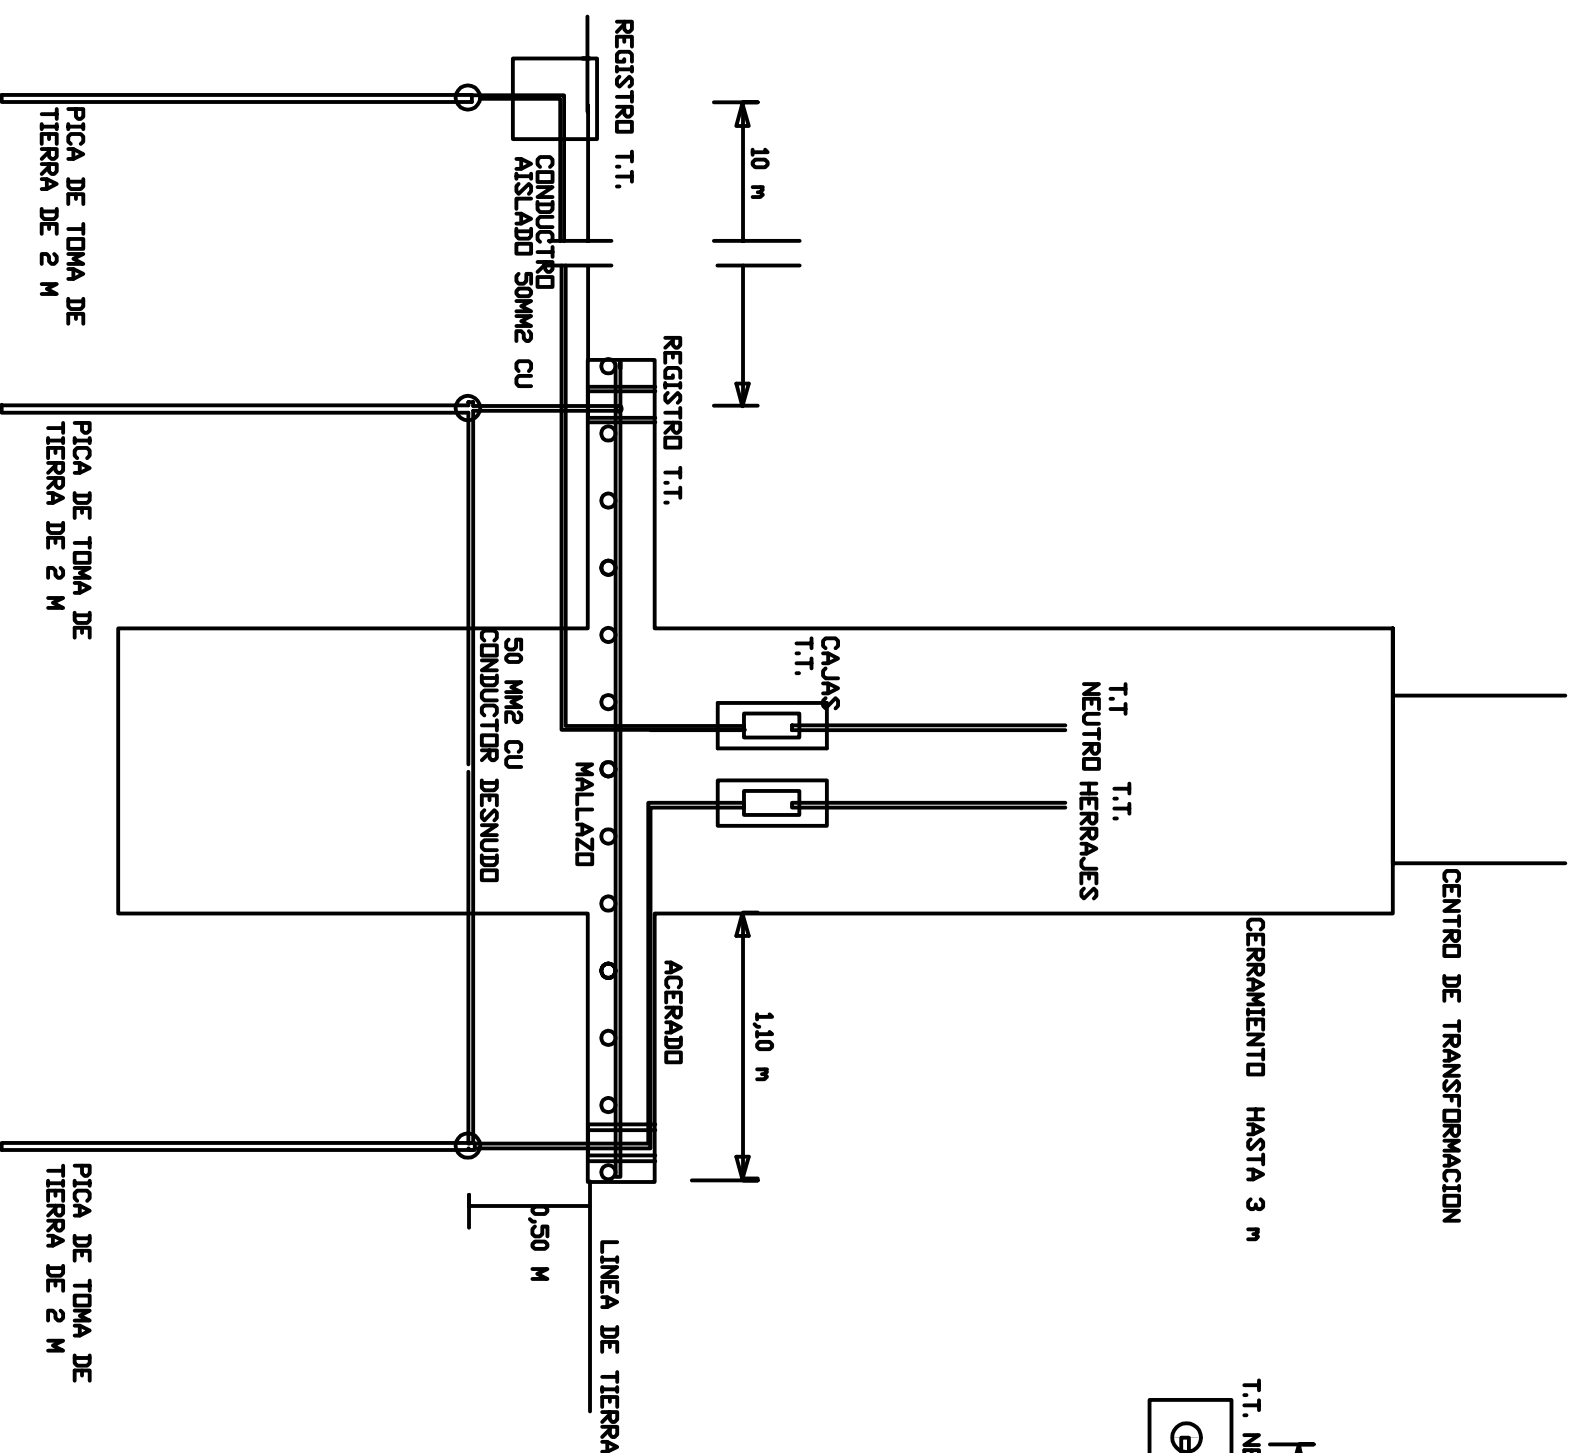 CENTRO DE TRANSFORMACION
CERRAMIENTO HASTA 3 m
T.T
NEUTRO
T.T.
HERRAJES
CAJAS
T.T.
10 m
1,10 m
REGISTRO T.T.
REGISTRO T.T.
ACERADO
MALLAZO
CONDUCTRO
AISLADO 50MM2 CU
50 MM2 CU
CONDUCTOR DESNUDO
0,50 M
LINEA DE TIERRA
PICA DE TOMA DE
TIERRA DE 2 M
PICA DE TOMA DE
TIERRA DE 2 M
PICA DE TOMA DE
TIERRA DE 2 M
T.T.